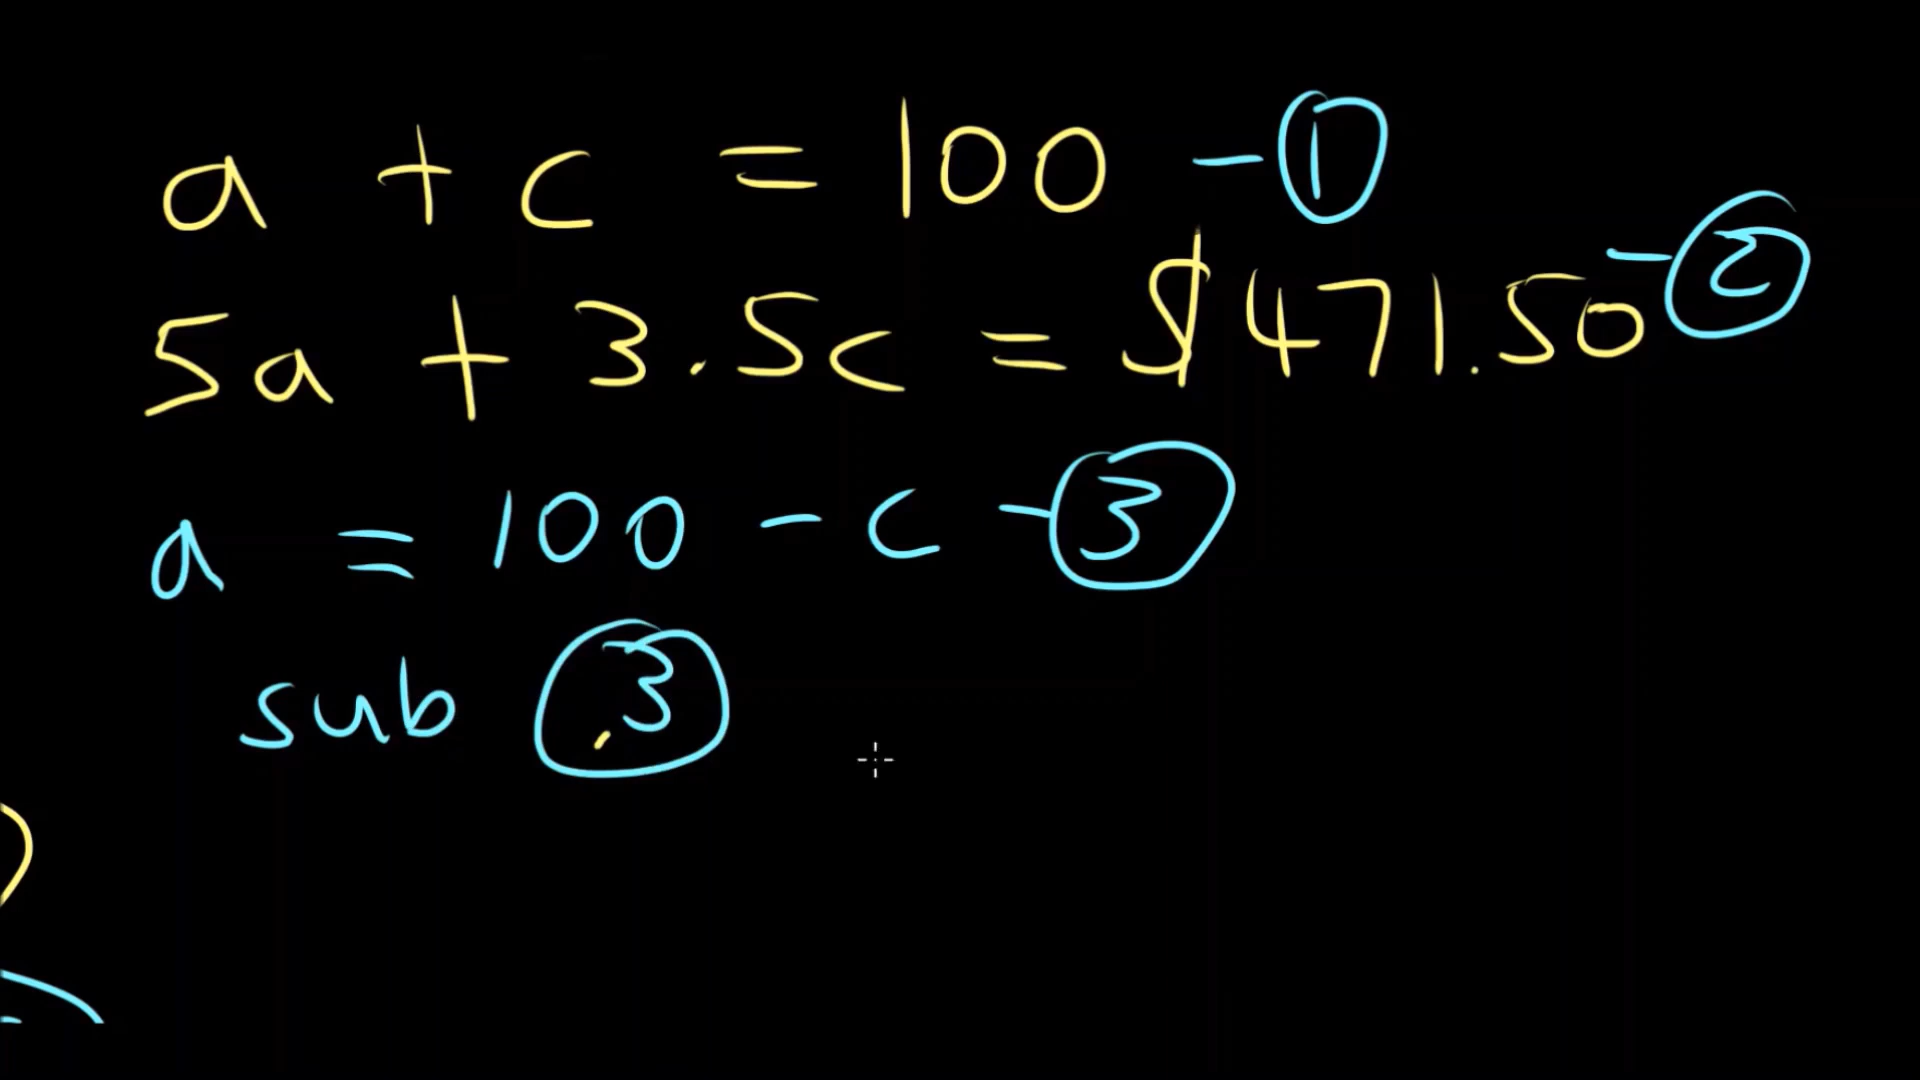 a + c = 100 - ①
5a + 3.5c = $471.50 - ②
a = 100 - c - ③
sub ③